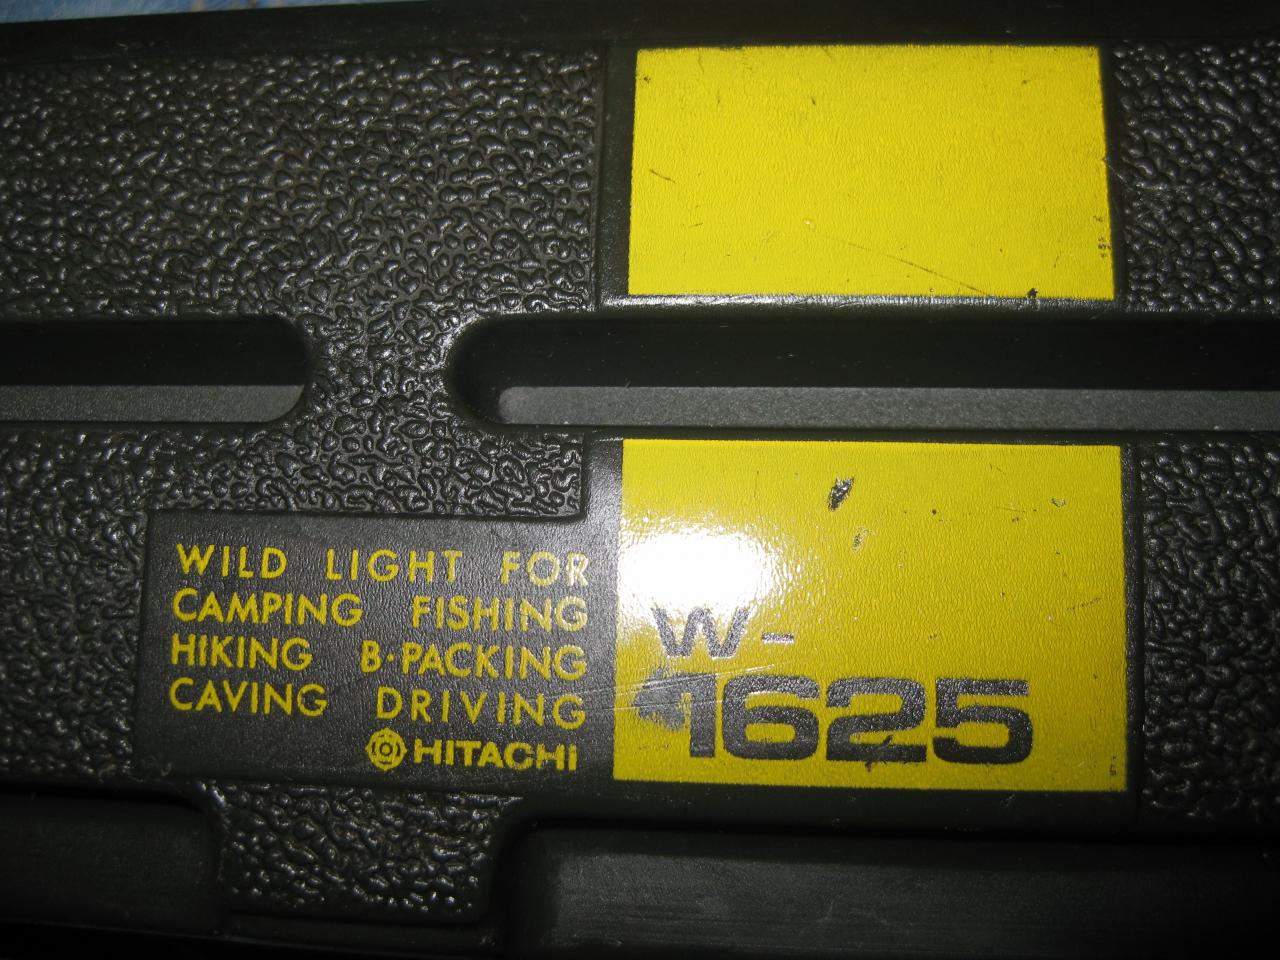 WILD LIGHT FOR
CAMPING FISHING
HIKING B·PACKING
CAVING DRIVING
HITACHI
W-
1625